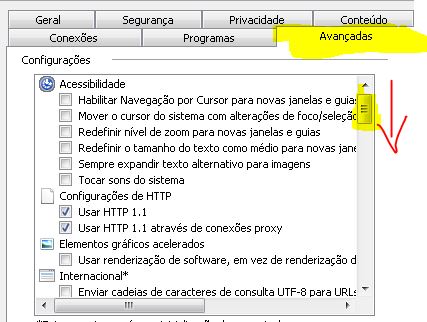 Geral Segurança Privacidade Conteúdo
Conexões Programas Avançadas
Configurações
Acessibilidade
Habilitar Navegação por Cursor para novas janelas e guias
Mover o cursor do sistema com alterações de foco/seleção
Redefinir nível de zoom para novas janelas e guias
Redefinir o tamanho do texto como médio para novas
Sempre expandir texto alternativo para imagens
Tocar sons do sistema
Configurações de HTTP
Usar HTTP 1.1
Usar HTTP 1.1 através de conexões proxy
Elementos gráficos acelerados
Usar renderização de software, em vez de renderização d
Internacional*
Enviar cadeias de caracteres de consulta UTF-8 para URLs